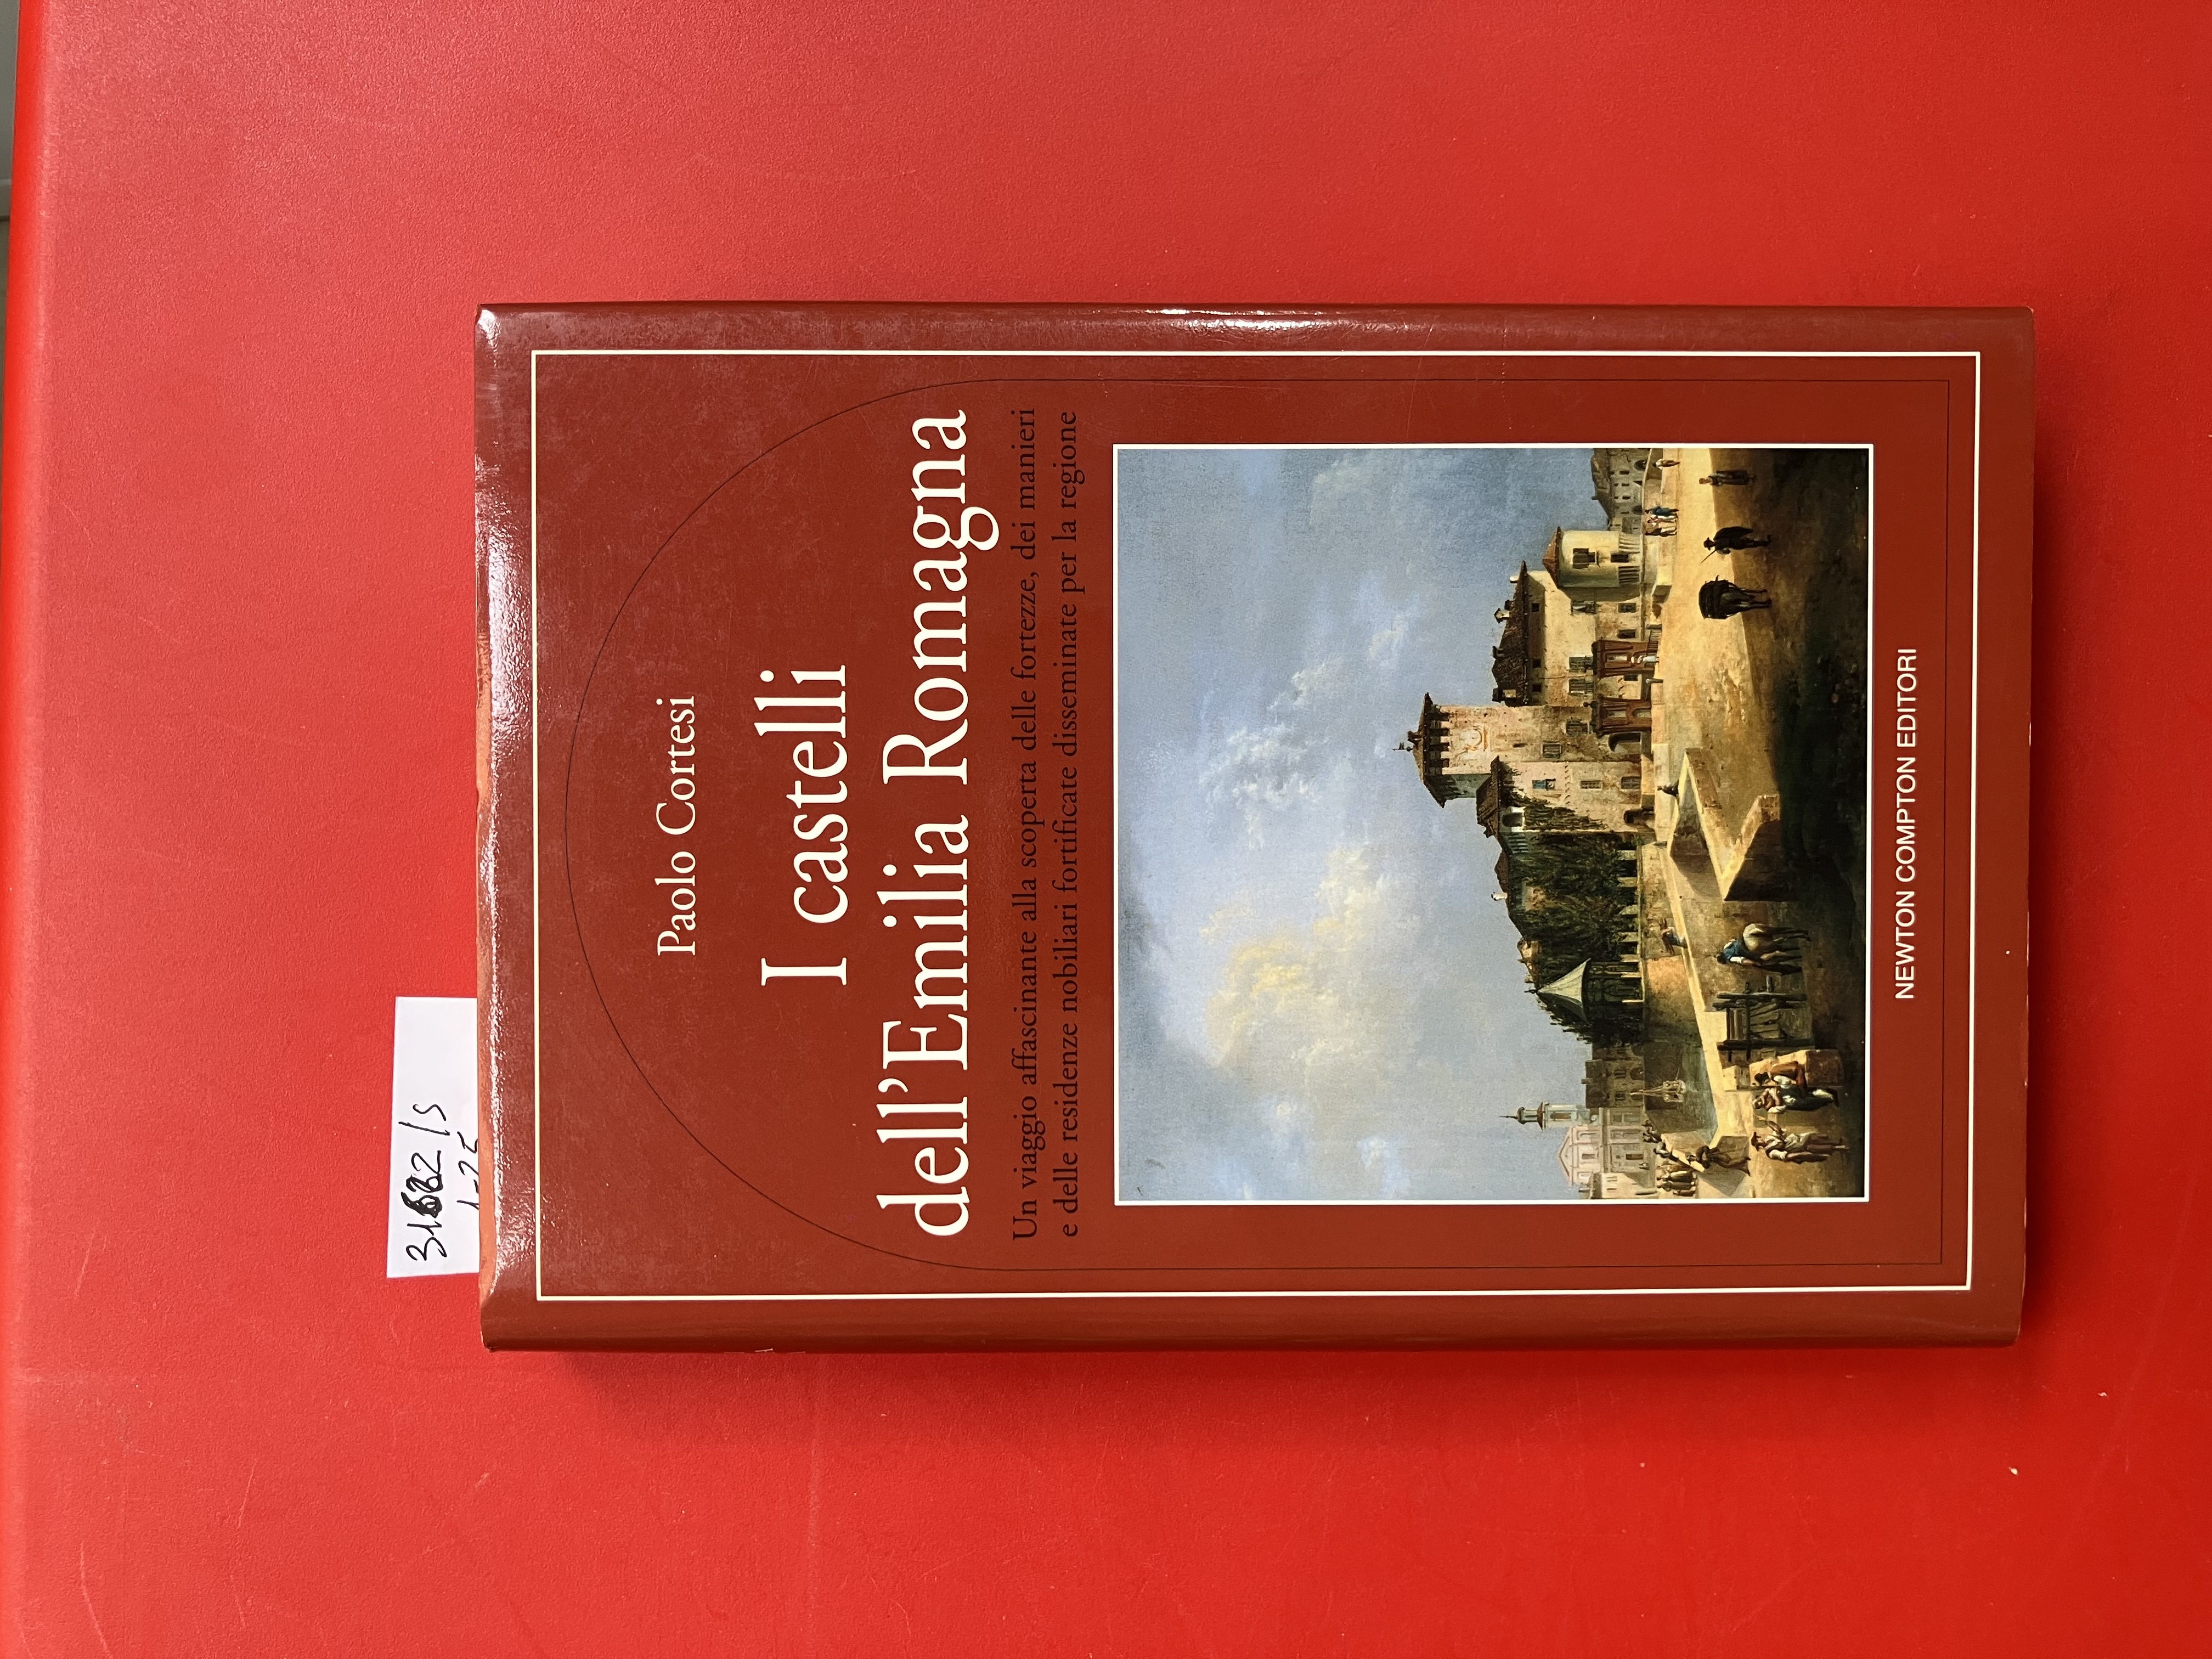 Paolo Cortesi
I castelli
dell'Emilia Romagna
Un viaggio affascinante alla scoperta delle fortezze, dei manieri
e delle residenze nobiliari fortificate disseminate per la regione
NEWTON COMPTON EDITORI